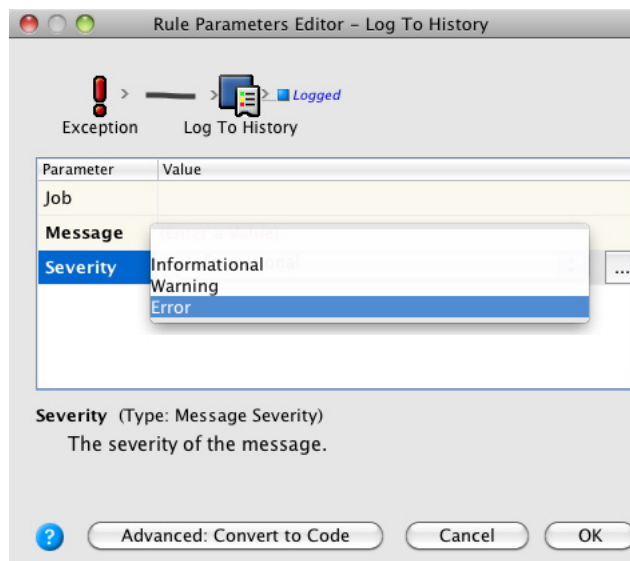 Rule Parameters Editor – Log To History
Logged
Exception
Log To History
Parameter Value
Job
Message
Severity
Informational
Warning
Error
...
Severity (Type: Message Severity)
The severity of the message.
? Advanced: Convert to Code Cancel OK